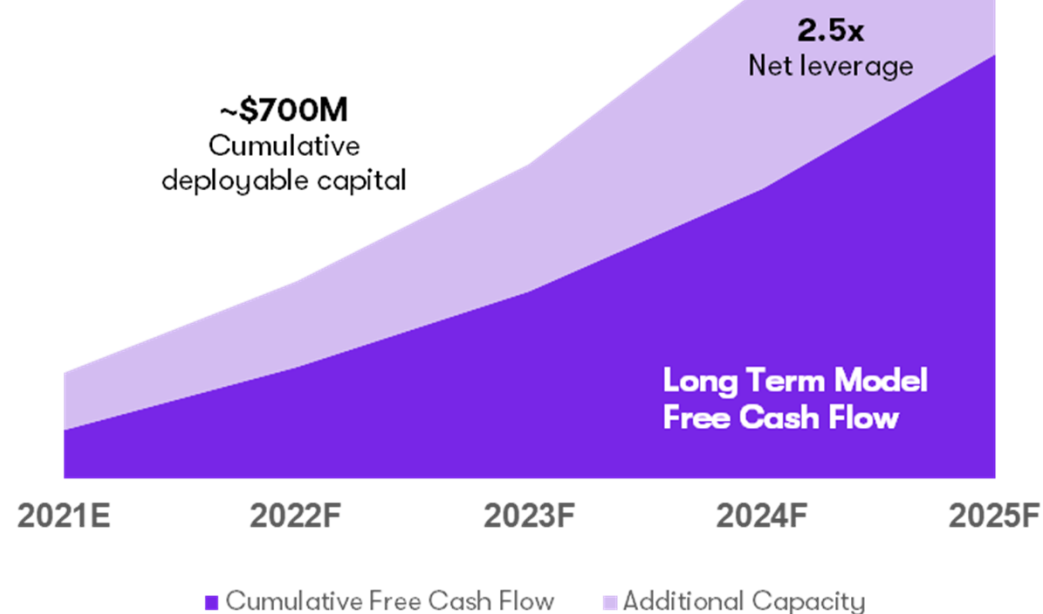 2.5x
Net leverage
~$700M
Cumulative
deployable capital
Long Term Model
Free Cash Flow
2021E 2022F 2023F 2024F 2025F
Cumulative Free Cash Flow Additional Capacity